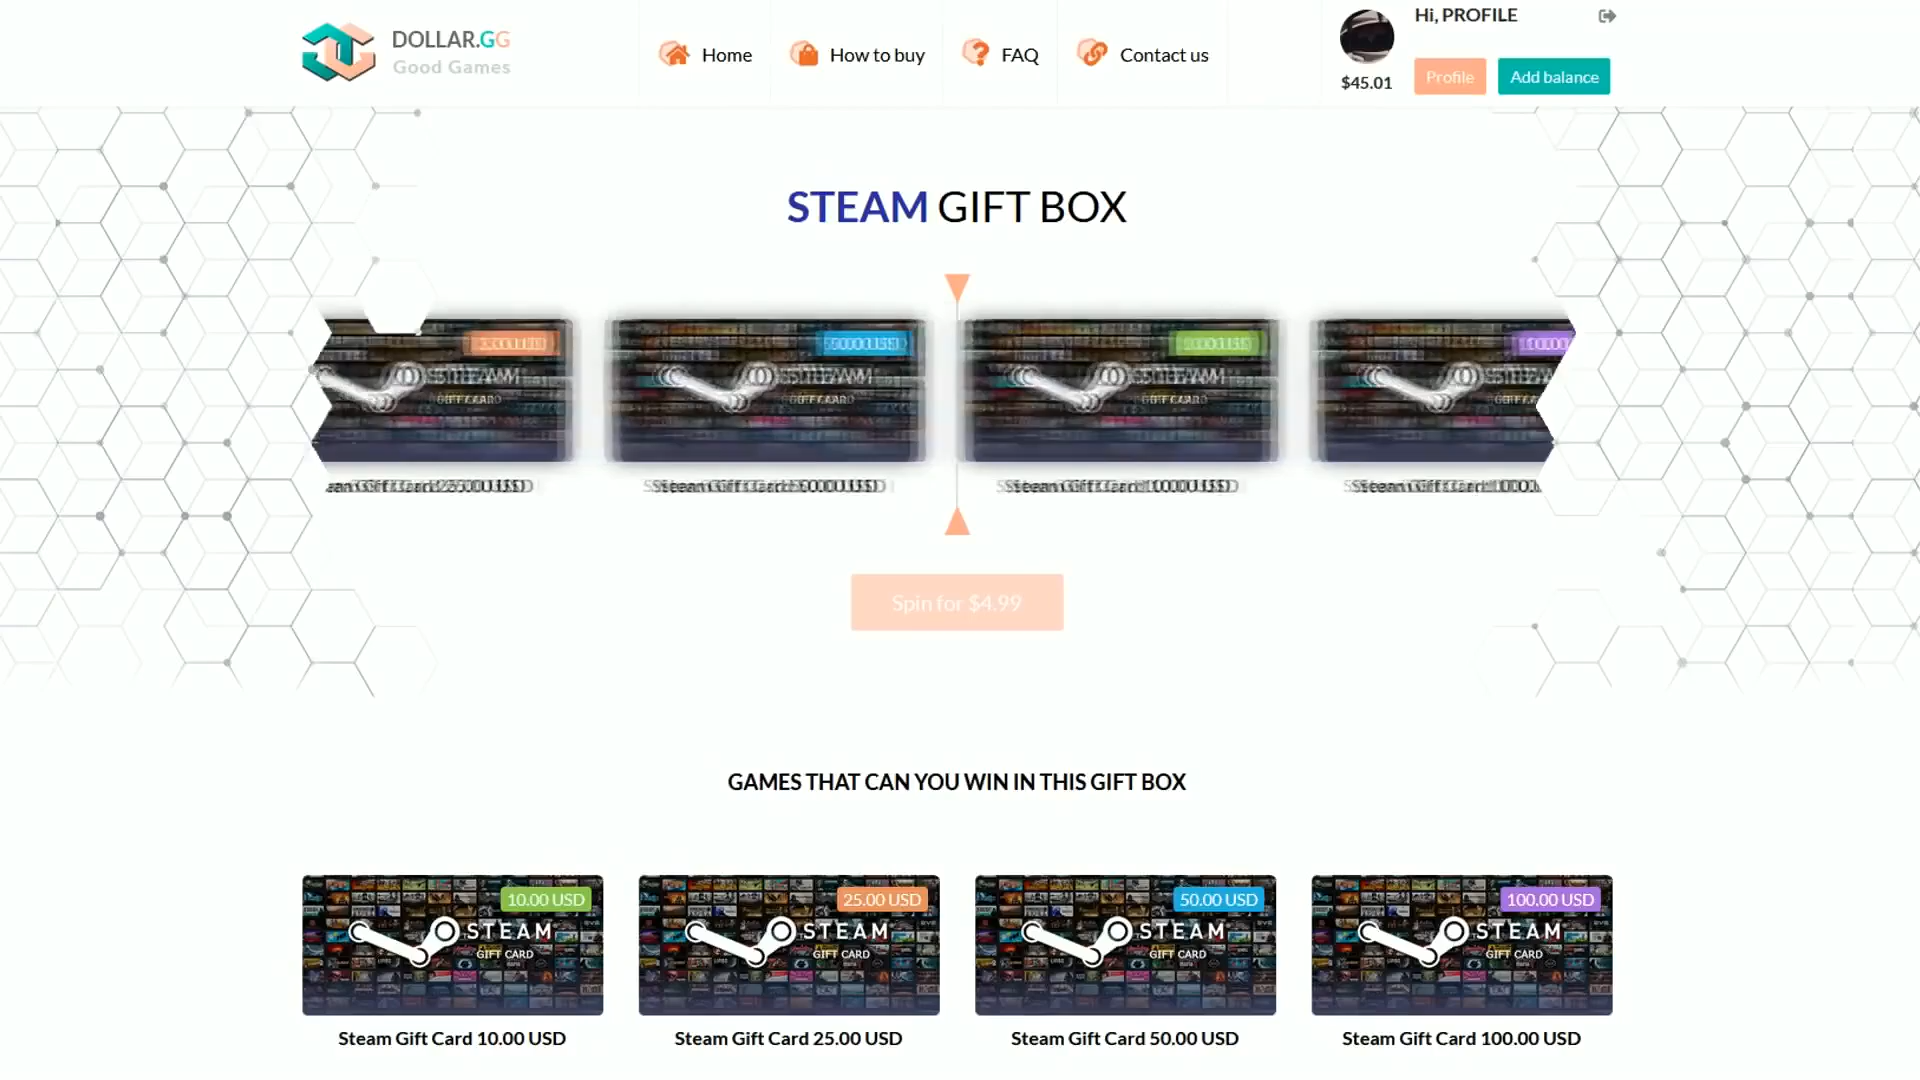 DOLLAR.GG
Good Games
Home
How to buy
FAQ
Contact us
Hi, PROFILE
$45.01
Profile
Add balance
STEAM GIFT BOX
Spin for $4.99
GAMES THAT CAN YOU WIN IN THIS GIFT BOX
10.00 USD
STEAM
GIFT CARD
25.00 USD
STEAM
GIFT CARD
50.00 USD
STEAM
GIFT CARD
100.00 USD
STEAM
GIFT CARD
Steam Gift Card 10.00 USD
Steam Gift Card 25.00 USD
Steam Gift Card 50.00 USD
Steam Gift Card 100.00 USD